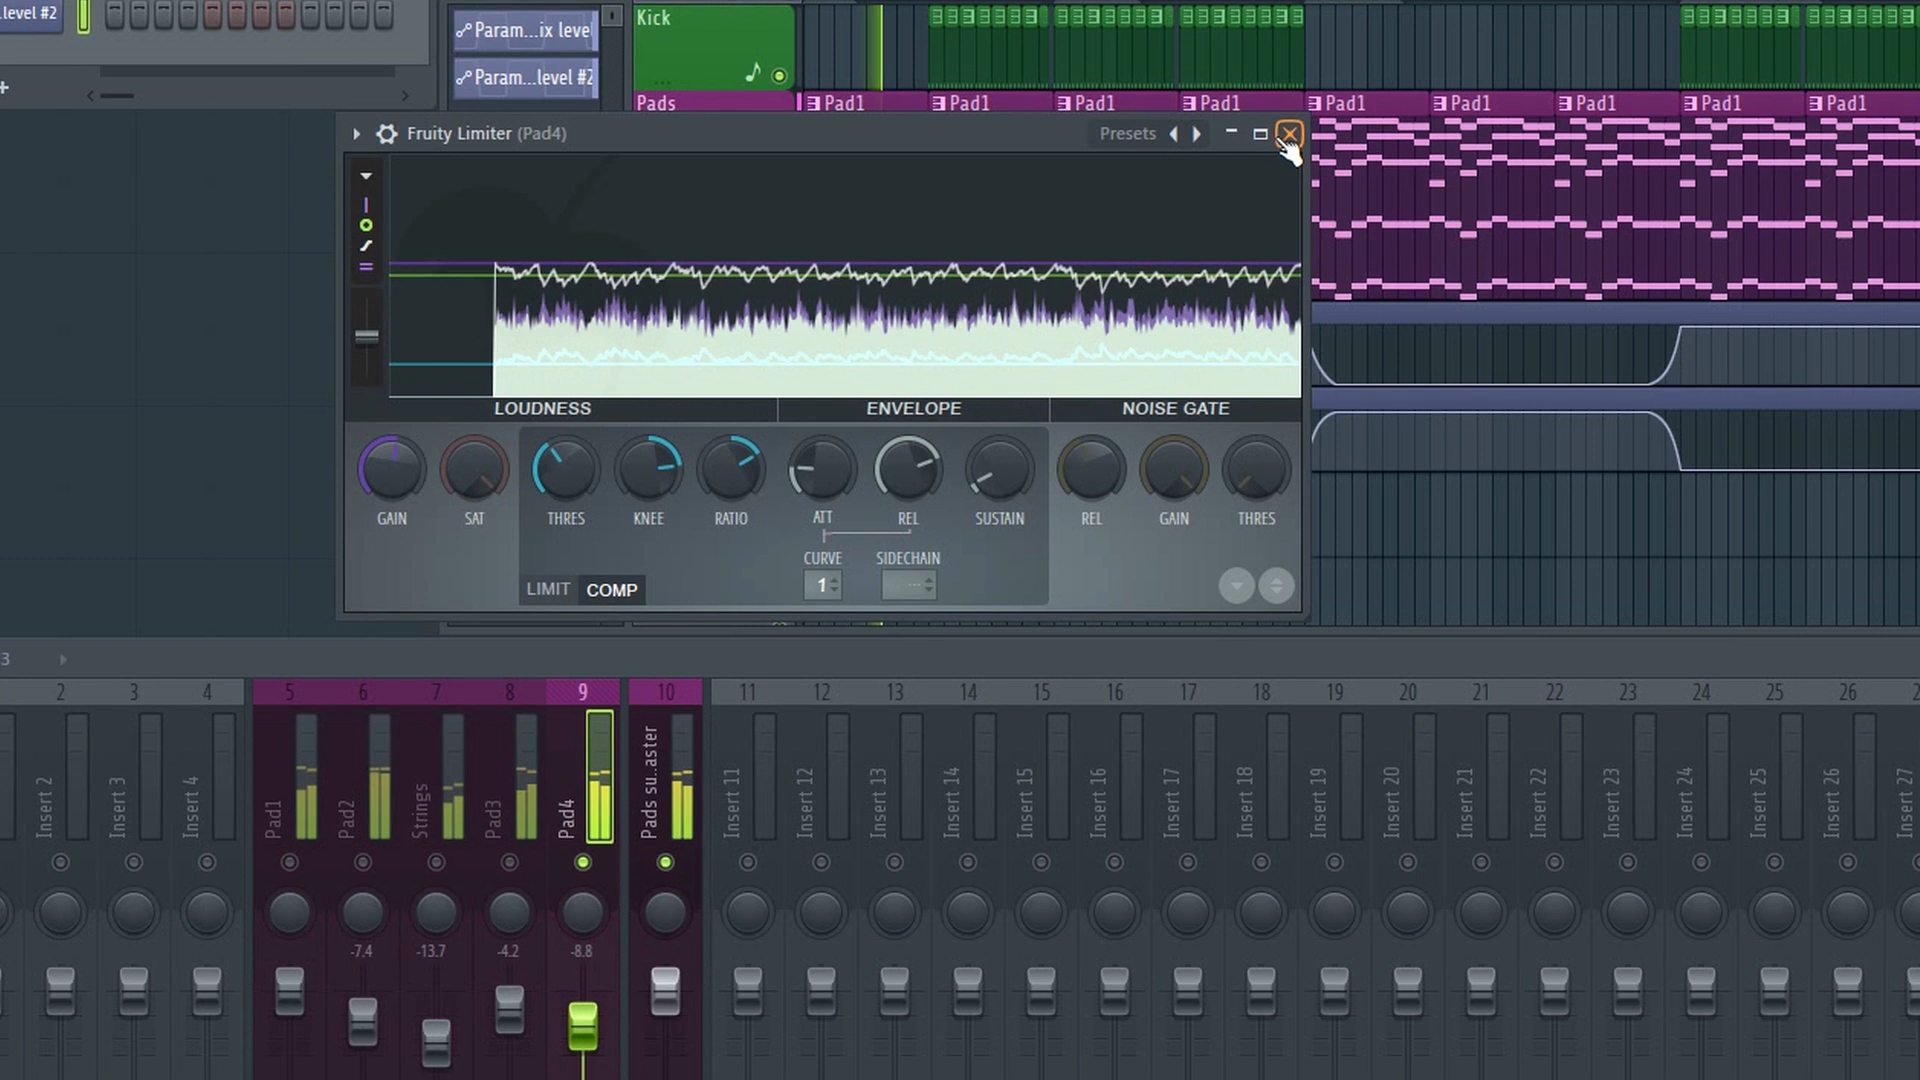 level #2
Param...ix level
Param...level #2
Kick
Pads
Pad1
Pad1
Pad1
Pad1
Pad1
Pad1
Pad1
Pad1
Pad1
Fruity Limiter (Pad4)
Presets
LOUDNESS
ENVELOPE
NOISE GATE
GAIN
SAT
THRES
KNEE
RATIO
ATT
REL
SUSTAIN
REL
GAIN
THRES
CURVE
SIDECHAIN
1
LIMIT
COMP
3
2
3
4
5
6
7
8
9
10
11
12
13
14
15
16
17
18
19
20
21
22
23
24
25
26
Insert 2
Insert 3
Insert 4
Pad1
Pad2
Strings
Pad3
Pad4
Pads su..aster
Insert 11
Insert 12
Insert 13
Insert 14
Insert 15
Insert 16
Insert 17
Insert 18
Insert 19
Insert 20
Insert 21
Insert 22
Insert 23
Insert 24
Insert 25
Insert 26
Insert 27
-7.4
-13.7
-4.2
-8.8